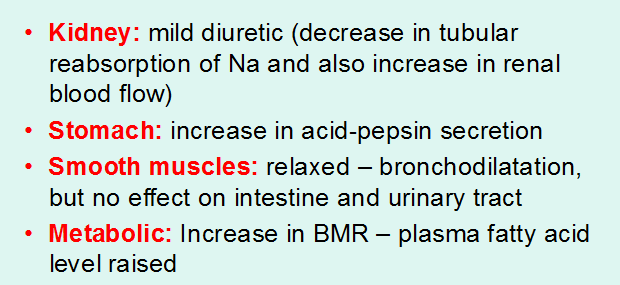 • Kidney: mild diuretic (decrease in tubular
reabsorption of Na and also increase in renal
blood flow)
• Stomach: increase in acid-pepsin secretion
• Smooth muscles: relaxed – bronchodilatation,
but no effect on intestine and urinary tract
• Metabolic: Increase in BMR – plasma fatty acid
level raised